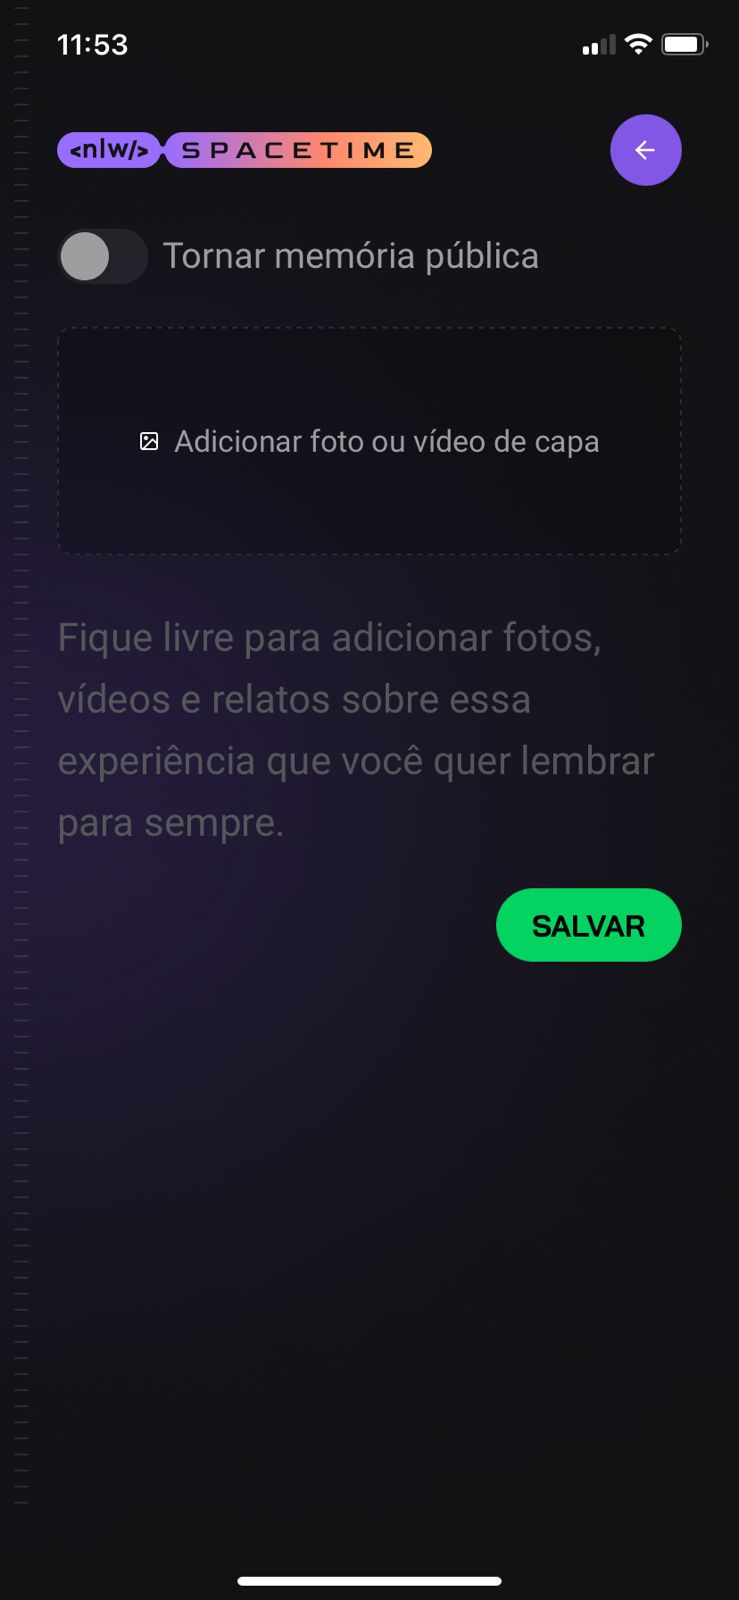 11:53
<nlw/> SPACETIME
Tornar memória pública
Adicionar foto ou vídeo de capa
Fique livre para adicionar fotos,
vídeos e relatos sobre essa
experiência que você quer lembrar
para sempre.
SALVAR